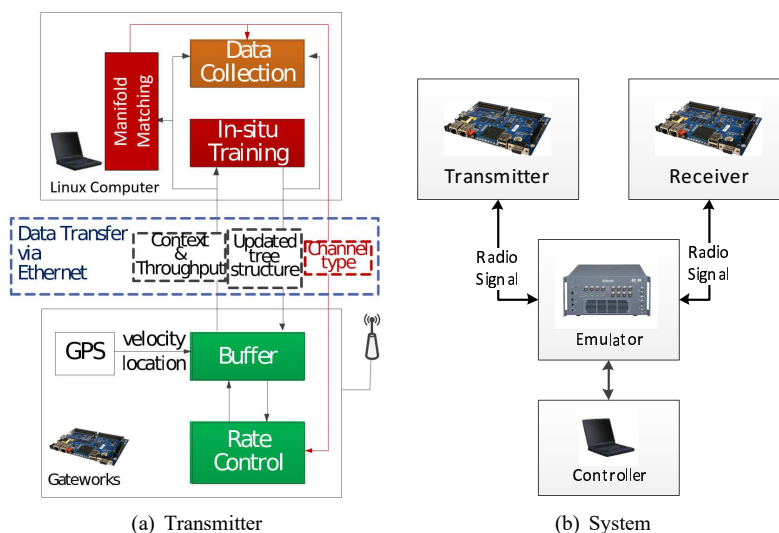 Manifold
Matching
Data
Collection
In-situ
Training
Linux Computer
Data Transfer
via
Ethernet
Context
&
Throughput
Updated
tree
structure
Channel
type
GPS
velocity
location
Buffer
Rate
Control
Gateworks
(a) Transmitter
Transmitter
Receiver
Radio
Signal
Radio
Signal
Emulator
Controller
(b) System